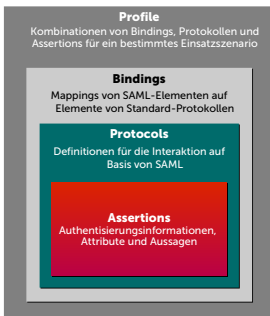 Profile
Kombinationen von Bindings, Protokollen und
Assertions für ein bestimmtes Einsatzszenario
Bindings
Mappings von SAML-Elementen auf
Elemente von Standard-Protokollen
Protocols
Definitionen für die Interaktion auf
Basis von SAML
Assertions
Authentisierungsinformationen,
Attribute und Aussagen